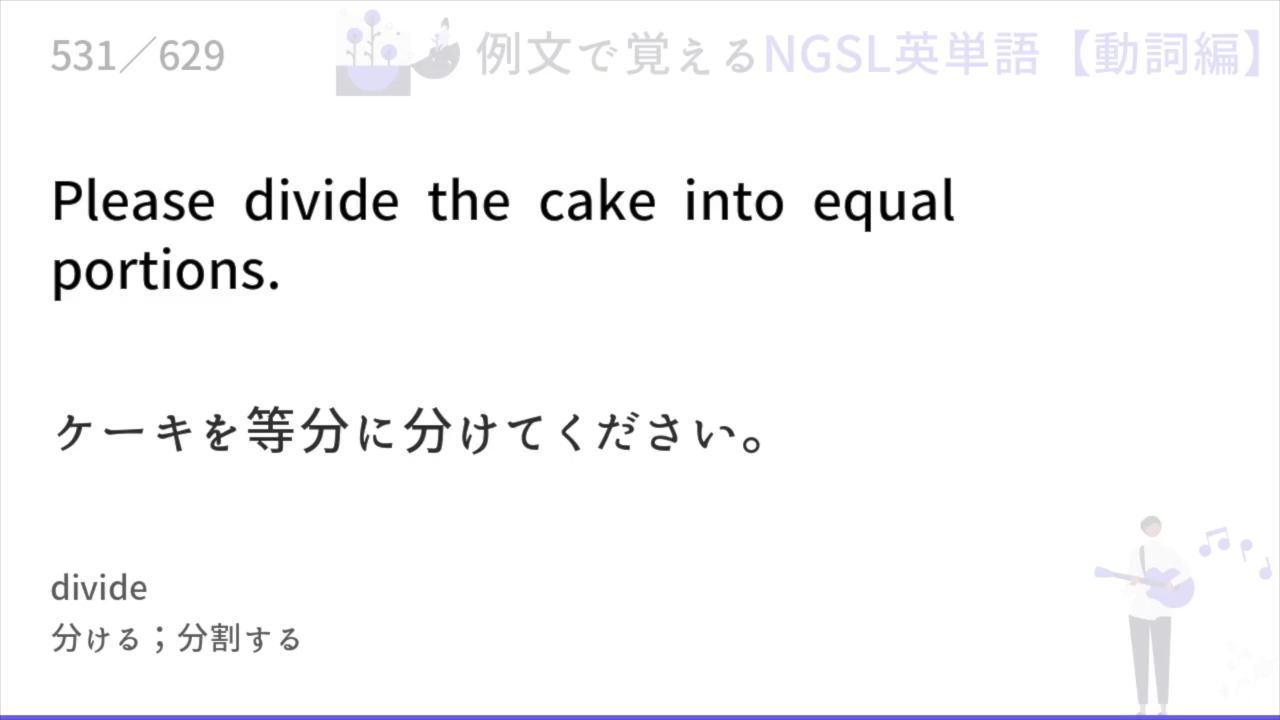 531／629
例文で覚えるNGSL英単語【動詞編】
Please divide the cake into equal
portions.
ケーキを等分に分けてください。
divide
分ける；分割する